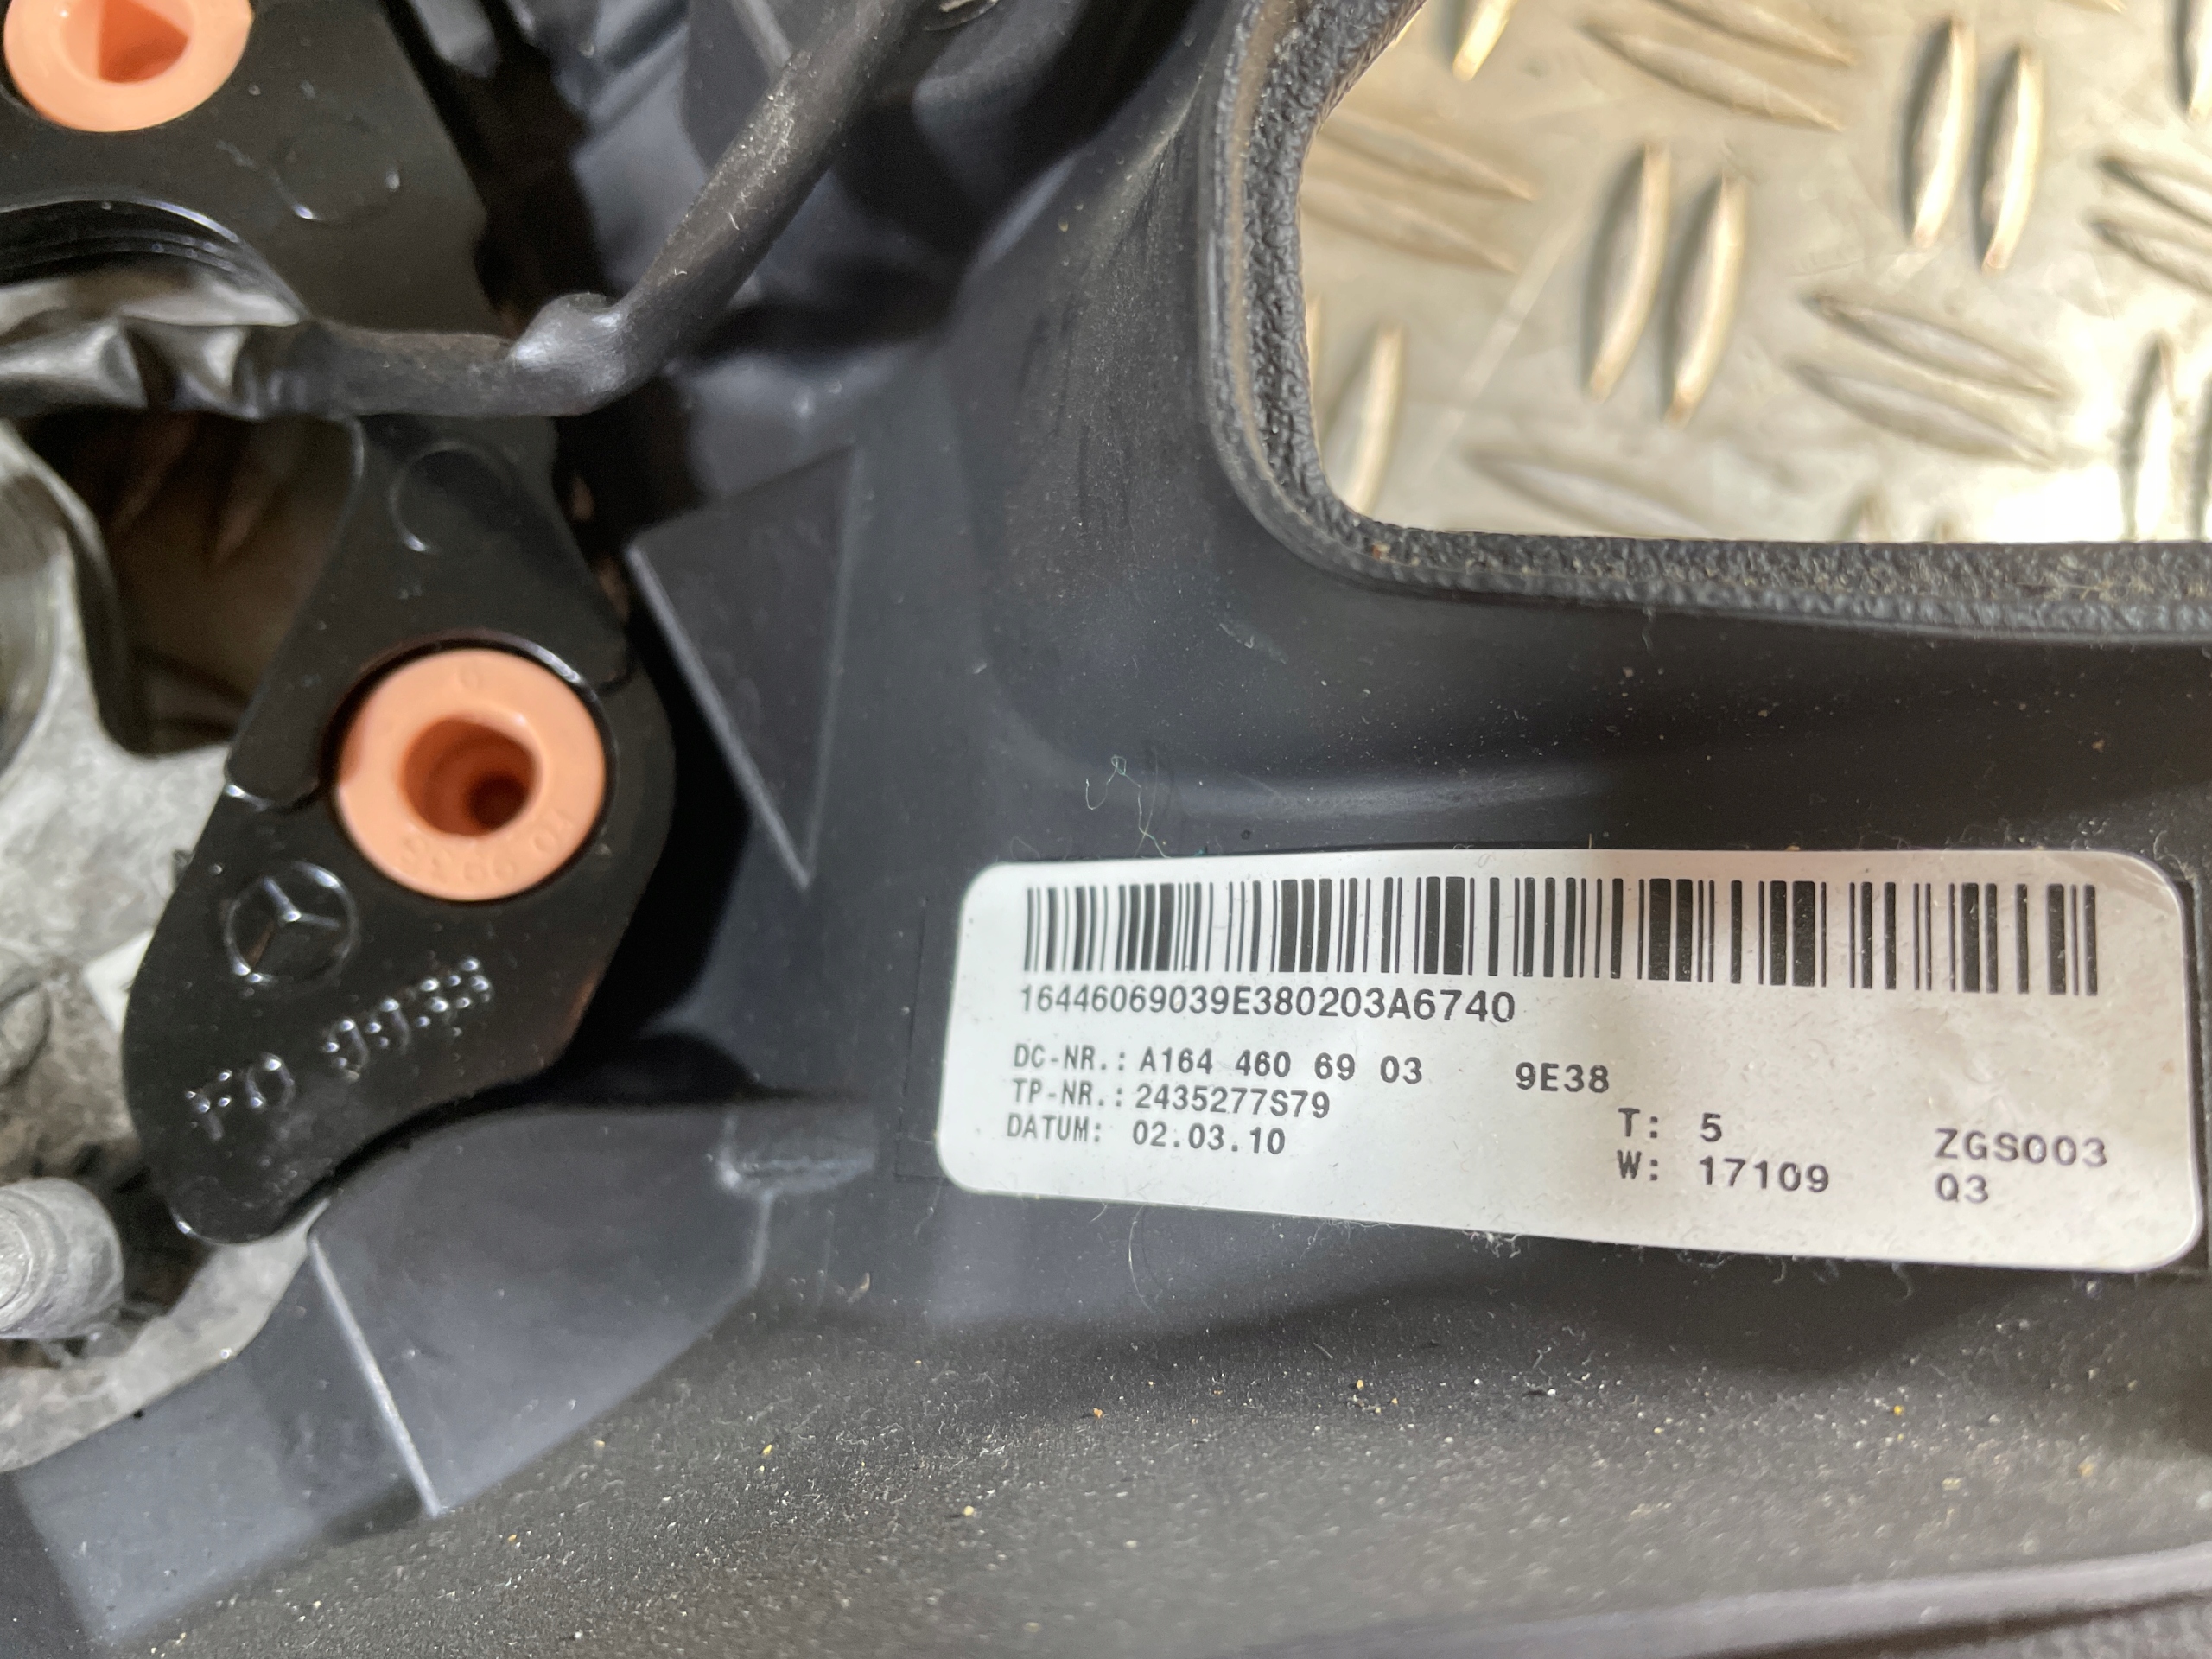 16446069039E380203A6740
DC-NR.: A164 460 69 03 9E38
TP-NR.: 2435277S79
DATUM: 02.03.10
T: 5
W: 17109
ZGS003
Q3